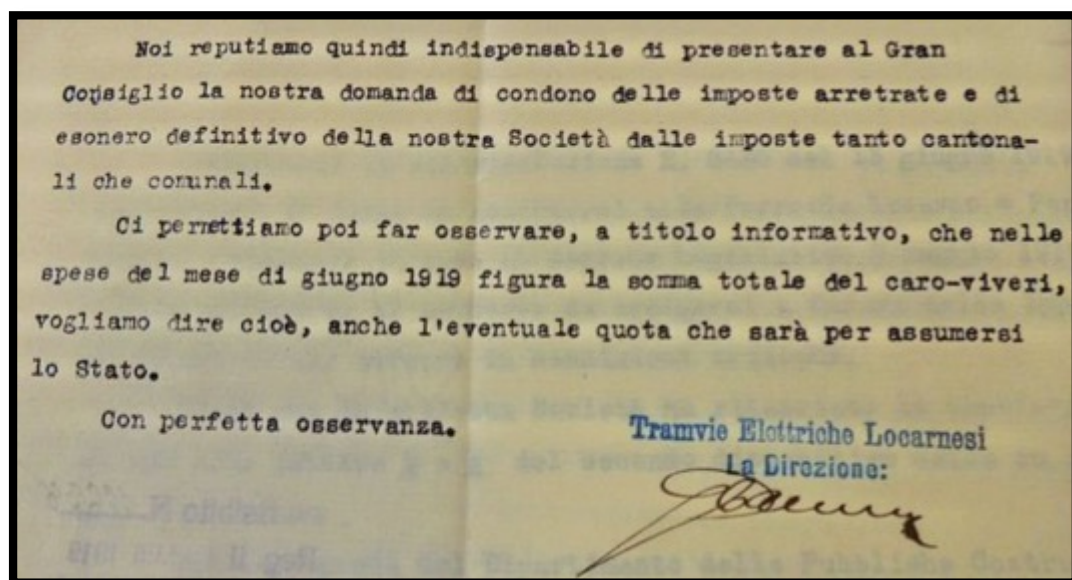 Noi reputiamo quindi indispensabile di presentare al Gran
Consiglio la nostra domanda di condono delle imposte arretrate e di
esonero definitivo della nostra Società dalle imposte tanto cantona-
li che comunali.
Ci permettiamo poi far osservare, a titolo informativo, che nelle
spese del mese di giugno 1919 figura la somma totale del caro-viveri,
vogliamo dire cioè, anche l'eventuale quota che sarà per assumersi
lo Stato.
Con perfetta osservanza.
Tramvie Elettriche Locarnesi
La Direzione: